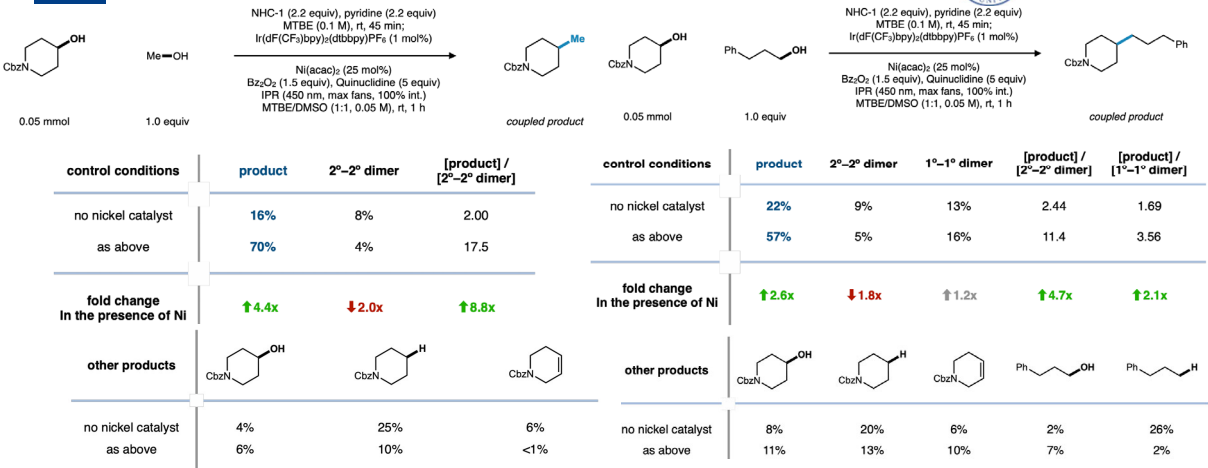 NHC-1 (2.2 equiv), pyridine (2.2 equiv)
MTBE (0.1 M), rt, 45 min;
Ir(dF(CF₃)bpy)₂(dtbbpy)PF₆ (1 mol%)
OH
CbzN
Me—OH
Ni(acac)₂ (25 mol%)
Bz₂O₂ (1.5 equiv), Quinuclidine (5 equiv)
IPR (450 nm, max fans, 100% int.)
MTBE/DMSO (1:1, 0.05 M), rt, 1 h
Me
CbzN
0.05 mmol
1.0 equiv
coupled product
control conditions
product
2º–2º dimer
[product] /
[2º–2º dimer]
no nickel catalyst 16% 8% 2.00
as above 70% 4% 17.5
fold change
In the presence of Ni
4.4x 2.0x 8.8x
other products
OH
CbzN
H
CbzN
CbzN
no nickel catalyst 4% 25% 6%
as above 6% 10% <1%
NHC-1 (2.2 equiv), pyridine (2.2 equiv)
MTBE (0.1 M), rt, 45 min;
Ir(dF(CF₃)bpy)₂(dtbbpy)PF₆ (1 mol%)
OH
CbzN
Ph
OH
Ni(acac)₂ (25 mol%)
Bz₂O₂ (1.5 equiv), Quinuclidine (5 equiv)
IPR (450 nm, max fans, 100% int.)
MTBE/DMSO (1:1, 0.05 M), rt, 1 h
Ph
CbzN
0.05 mmol
1.0 equiv
coupled product
control conditions
product
2º–2º dimer
1º–1º dimer
[product] /
[2º–2º dimer]
[product] /
[1º–1º dimer]
no nickel catalyst 22% 9% 13% 2.44 1.69
as above 57% 5% 16% 11.4 3.56
fold change
In the presence of Ni
2.6x 1.8x 1.2x 4.7x 2.1x
other products
OH
CbzN
H
CbzN
CbzN
Ph
OH
Ph
H
no nickel catalyst 8% 20% 6% 2% 26%
as above 11% 13% 10% 7% 2%